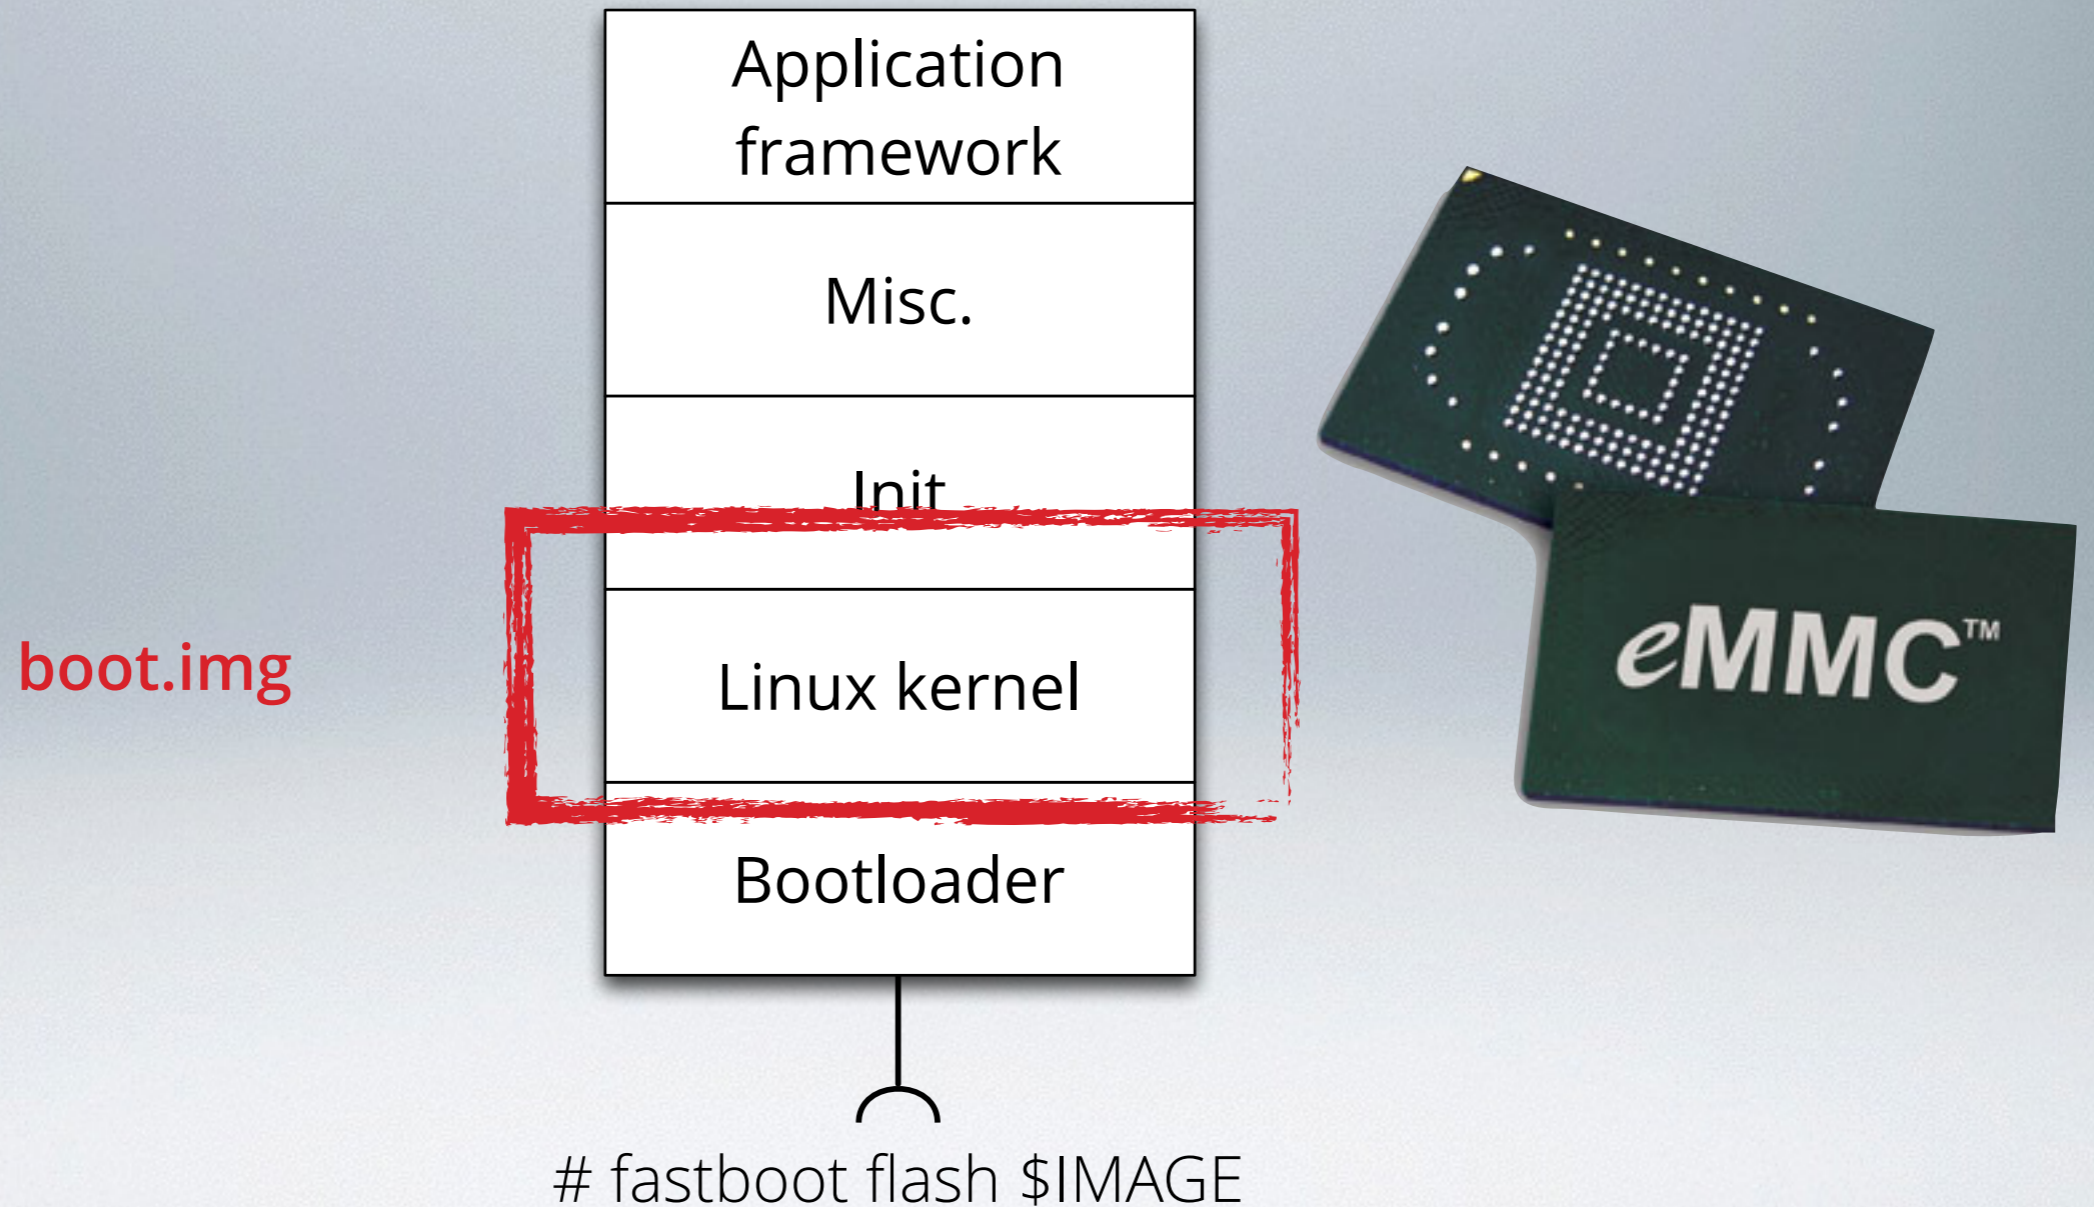 Application
framework
Misc.
Init
boot.img
Linux kernel
eMMC™
Bootloader
# fastboot flash $IMAGE